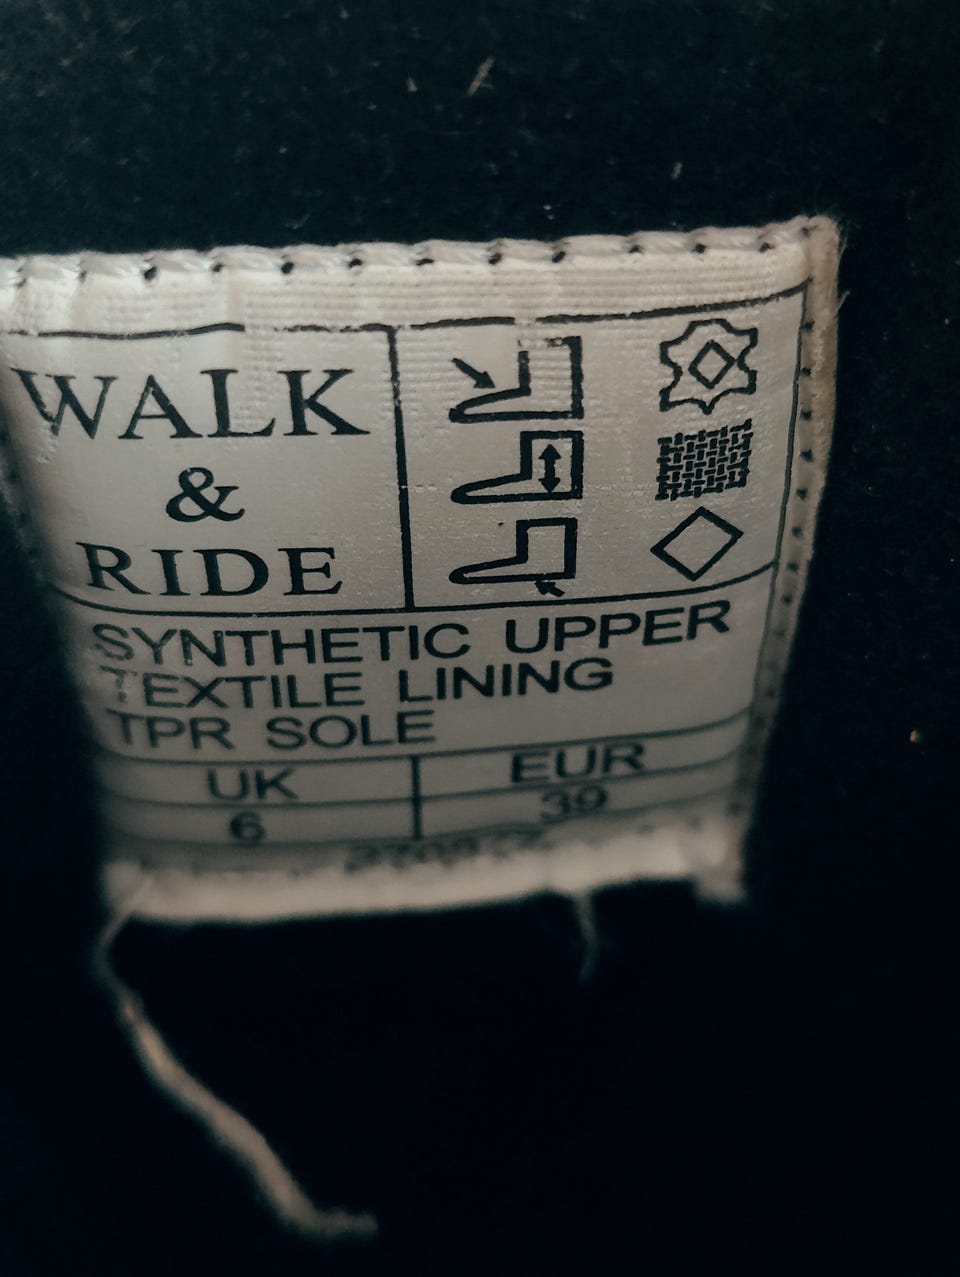 WALK
&
RIDE
SYNTHETIC UPPER
TEXTILE LINING
TPR SOLE
UK EUR
6 39